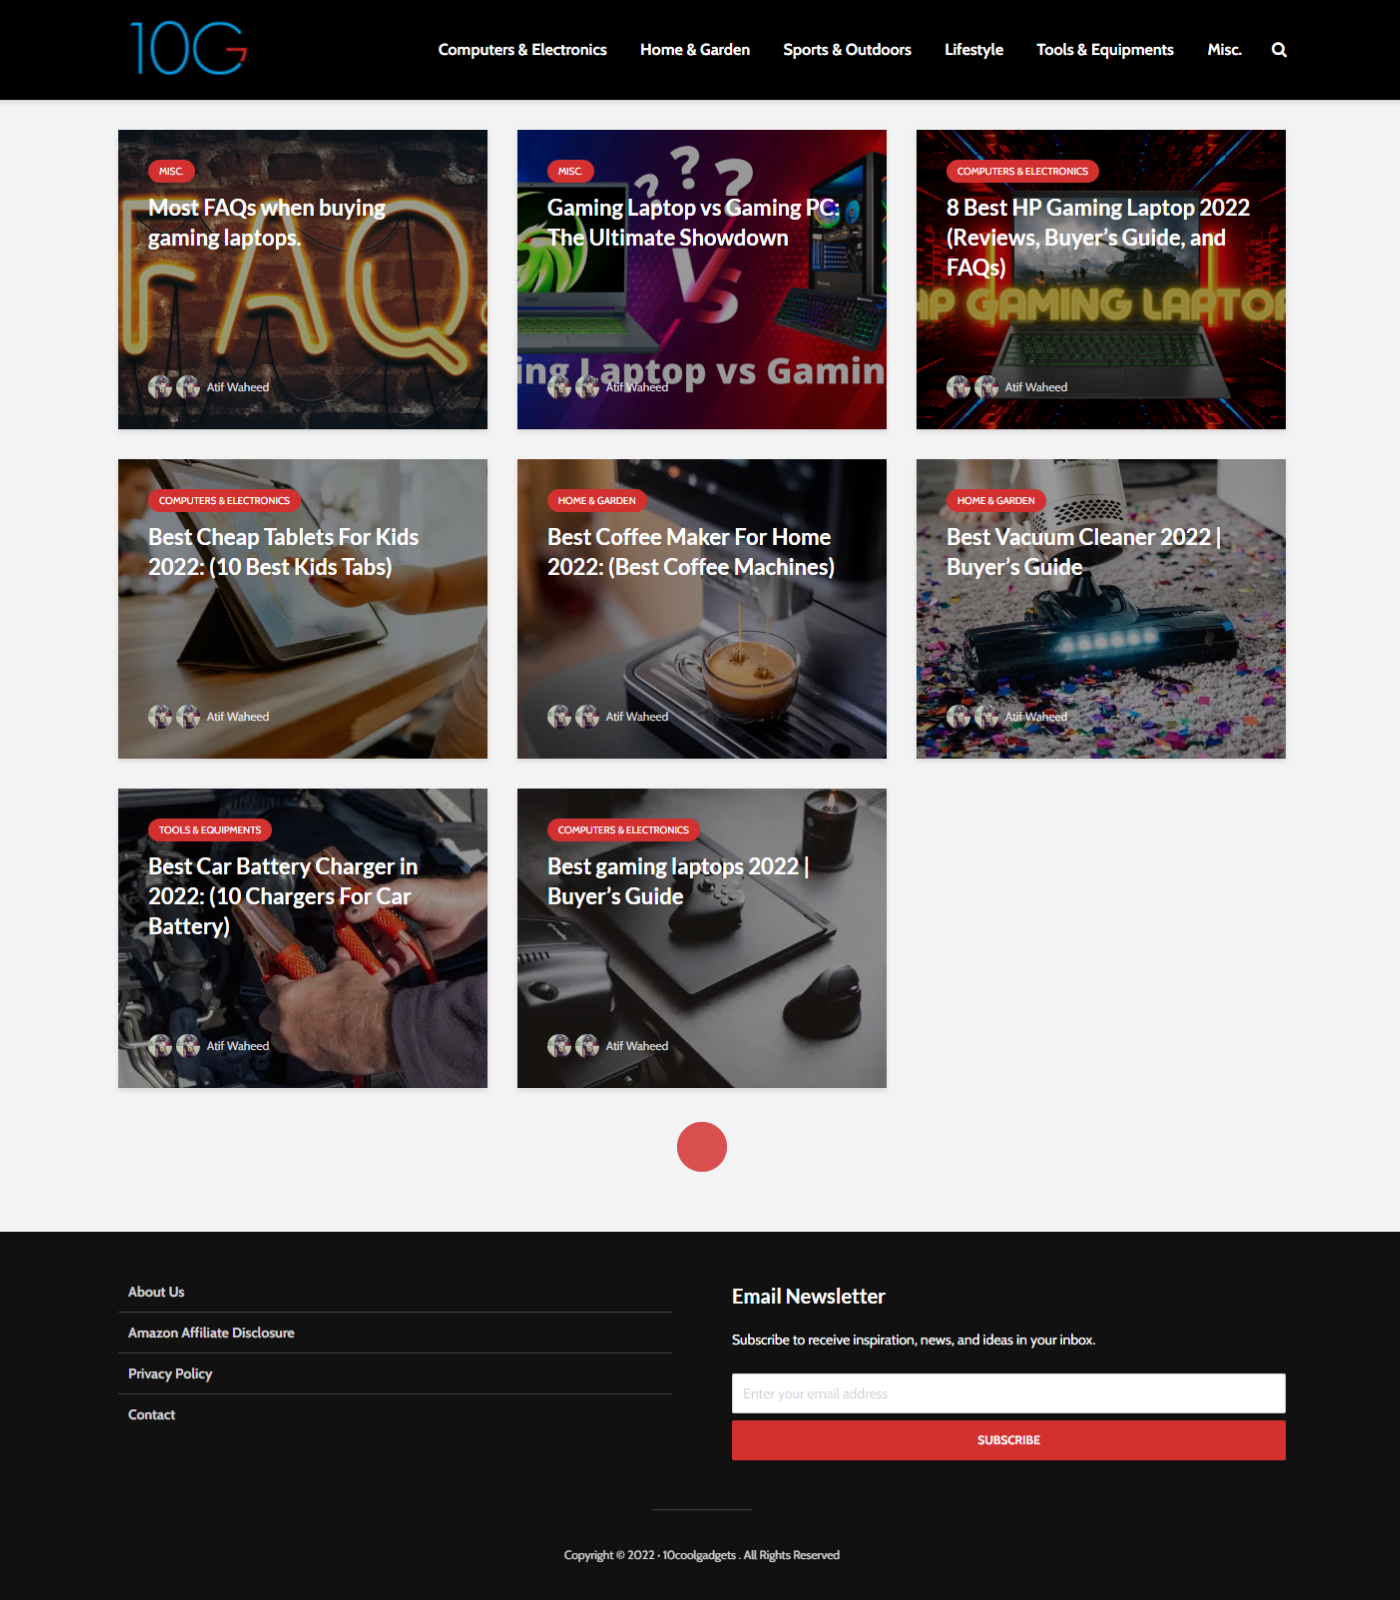 10G
Computers & Electronics
Home & Garden
Sports & Outdoors
Lifestyle
Tools & Equipments
Misc.
MISC.
Most FAQs when buying
gaming laptops.
FAQs
Atif Waheed
MISC.
? ? ?
Gaming Laptop vs Gaming PC:
The Ultimate Showdown
VS
ing Laptop vs Gamin
Atif Waheed
COMPUTERS & ELECTRONICS
8 Best HP Gaming Laptop 2022
(Reviews, Buyer’s Guide, and
FAQs)
HP GAMING LAPTOP
Atif Waheed
COMPUTERS & ELECTRONICS
Best Cheap Tablets For Kids
2022: (10 Best Kids Tabs)
Atif Waheed
HOME & GARDEN
Best Coffee Maker For Home
2022: (Best Coffee Machines)
Atif Waheed
HOME & GARDEN
Best Vacuum Cleaner 2022 |
Buyer’s Guide
Atif Waheed
TOOLS & EQUIPMENTS
Best Car Battery Charger in
2022: (10 Chargers For Car
Battery)
Atif Waheed
COMPUTERS & ELECTRONICS
Best gaming laptops 2022 |
Buyer’s Guide
Atif Waheed
About Us
Amazon Affiliate Disclosure
Privacy Policy
Contact
Email Newsletter
Subscribe to receive inspiration, news, and ideas in your inbox.
Enter your email address
SUBSCRIBE
Copyright © 2022 · 10coolgadgets . All Rights Reserved